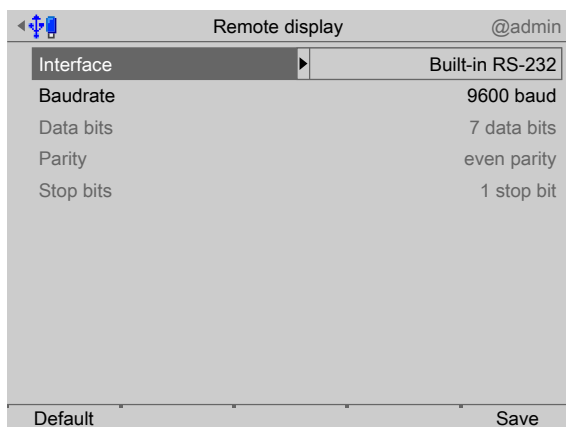 Remote display @admin
Interface Built-in RS-232
Baudrate 9600 baud
Data bits 7 data bits
Parity even parity
Stop bits 1 stop bit
Default Save